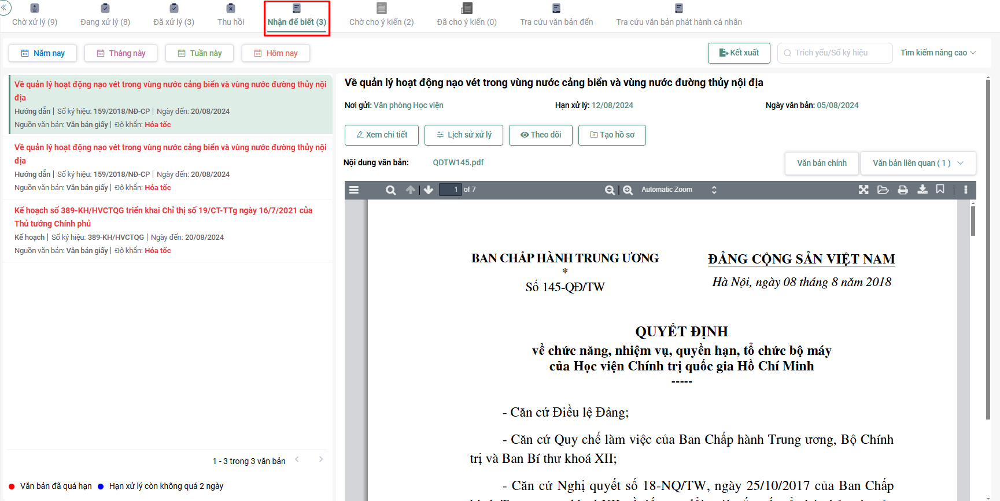 Chờ xử lý (9)
Đang xử lý (8)
Đã xử lý (3)
Thu hồi
Nhận để biết (3)
Chờ cho ý kiến (2)
Đã cho ý kiến (0)
Tra cứu văn bản đến
Tra cứu văn bản phát hành cá nhân
Năm nay
Tháng này
Tuần này
Hôm nay
Kết xuất
Trích yếu/Số ký hiệu
Tìm kiếm nâng cao
Về quản lý hoạt động nạo vét trong vùng nước cảng biển và vùng nước đường thủy nội
địa
Hướng dẫn | Số ký hiệu: 159/2018/NĐ-CP | Ngày đến: 20/08/2024
Nguồn văn bản: Văn bản giấy | Độ khẩn: Hỏa tốc
Về quản lý hoạt động nạo vét trong vùng nước cảng biển và vùng nước đường thủy nội
địa
Hướng dẫn | Số ký hiệu: 159/2018/NĐ-CP | Ngày đến: 20/08/2024
Nguồn văn bản: Văn bản giấy | Độ khẩn: Hỏa tốc
Kế hoạch số 389-KH/HVCTQG triển khai Chỉ thị số 19/CT-TTg ngày 16/7/2021 của
Thủ tướng Chính phủ
Kế hoạch | Số ký hiệu: 389-KH/HVCTQG | Ngày đến: 20/08/2024
Nguồn văn bản: Văn bản giấy | Độ khẩn: Hỏa tốc
1 - 3 trong 3 văn bản
Văn bản đã quá hạn
Hạn xử lý còn không quá 2 ngày
Về quản lý hoạt động nạo vét trong vùng nước cảng biển và vùng nước đường thủy nội địa
Nơi gửi: Văn phòng Học viện
Hạn xử lý: 12/08/2024
Ngày văn bản: 05/08/2024
Xem chi tiết
Lịch sử xử lý
Theo dõi
Tạo hồ sơ
Nội dung văn bản:
QDTW145.pdf
Văn bản chính
Văn bản liên quan ( 1 )
1 of 7
Automatic Zoom
BAN CHẤP HÀNH TRUNG ƯƠNG
*
Số 145-QĐ/TW
ĐẢNG CỘNG SẢN VIỆT NAM
Hà Nội, ngày 08 tháng 8 năm 2018
QUYẾT ĐỊNH
về chức năng, nhiệm vụ, quyền hạn, tổ chức bộ máy
của Học viện Chính trị quốc gia Hồ Chí Minh
-----
- Căn cứ Điều lệ Đảng;
- Căn cứ Quy chế làm việc của Ban Chấp hành Trung ương, Bộ Chính
trị và Ban Bí thư khoá XII;
- Căn cứ Nghị quyết số 18-NQ/TW, ngày 25/10/2017 của Ban Chấp